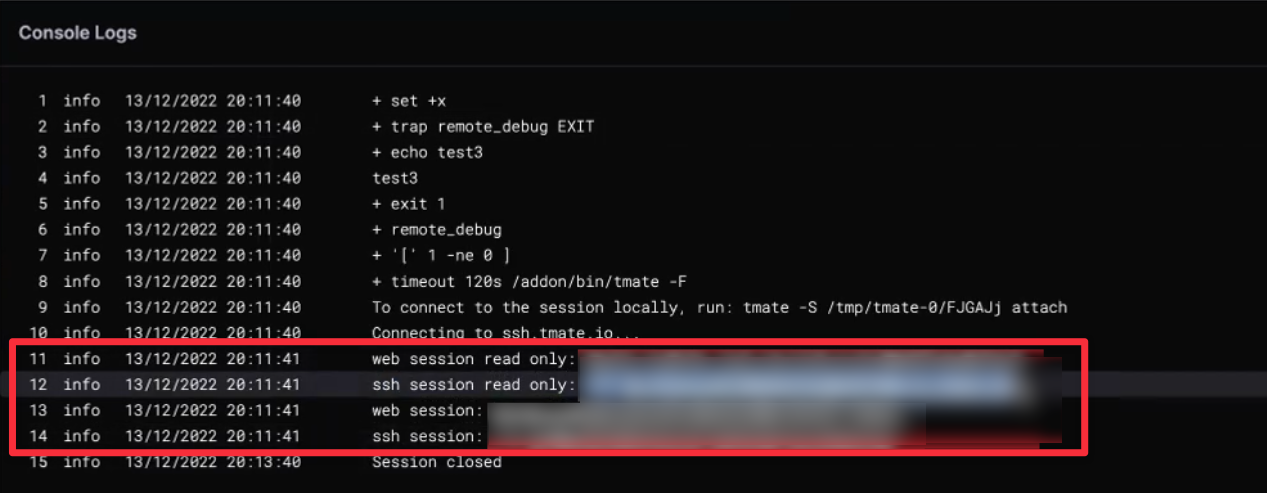 Console Logs
1 info 13/12/2022 20:11:40 + set +x
2 info 13/12/2022 20:11:40 + trap remote_debug EXIT
3 info 13/12/2022 20:11:40 + echo test3
4 info 13/12/2022 20:11:40 test3
5 info 13/12/2022 20:11:40 + exit 1
6 info 13/12/2022 20:11:40 + remote_debug
7 info 13/12/2022 20:11:40 + '[' 1 -ne 0 ]
8 info 13/12/2022 20:11:40 + timeout 120s /addon/bin/tmate -F
9 info 13/12/2022 20:11:40 To connect to the session locally, run: tmate -S /tmp/tmate-0/FJGAJj attach
10 info 13/12/2022 20:11:40 Connecting to ssh.tmate.io...
11 info 13/12/2022 20:11:41 web session read only:
12 info 13/12/2022 20:11:41 ssh session read only:
13 info 13/12/2022 20:11:41 web session:
14 info 13/12/2022 20:11:41 ssh session:
15 info 13/12/2022 20:13:40 Session closed